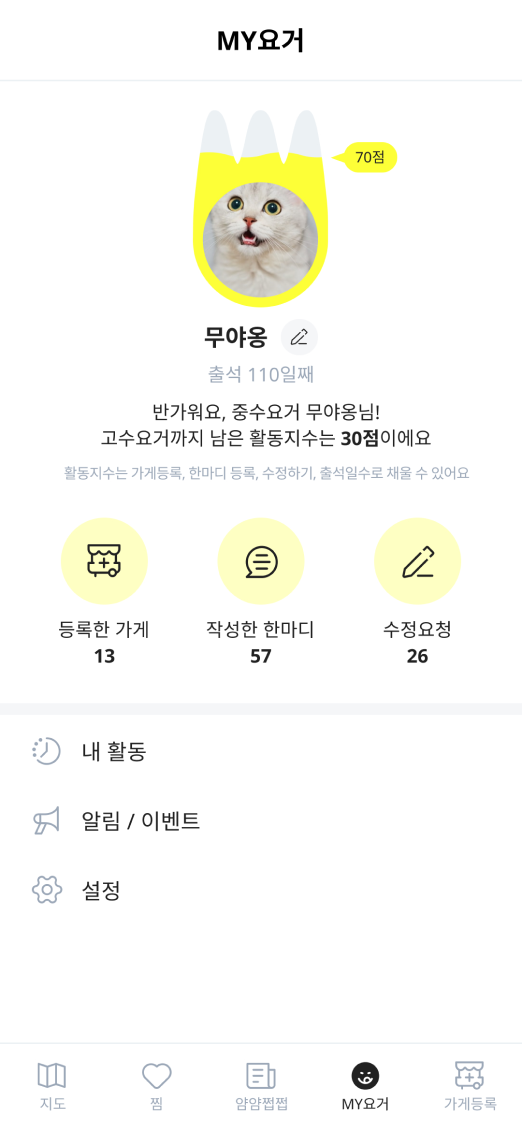 MY요거
70점
무야옹
출석 110일째
반가워요, 중수요거 무야옹님!
고수요거까지 남은 활동지수는 30점이에요
활동지수는 가게등록, 한마디 등록, 수정하기, 출석일수로 채울 수 있어요
등록한 가게
13
작성한 한마디
57
수정요청
26
내 활동
알림 / 이벤트
설정
지도
찜
얌얌쩝쩝
MY요거
가게등록